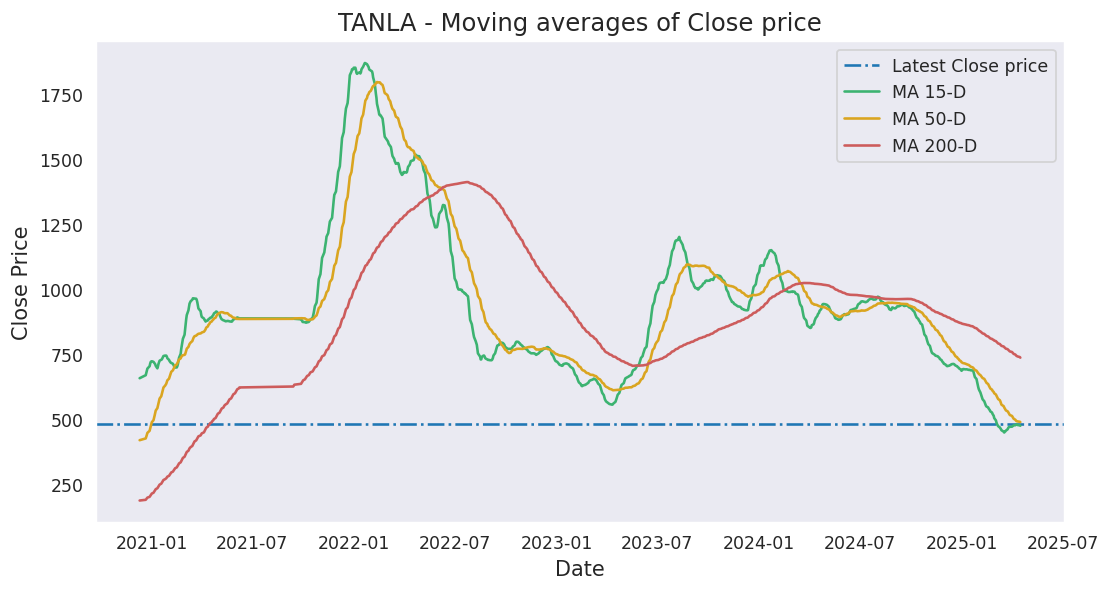 TANLA - Moving averages of Close price
Latest Close price
MA 15-D
MA 50-D
MA 200-D
Close Price
1750
1500
1250
1000
750
500
250
2021-01 2021-07 2022-01 2022-07 2023-01 2023-07 2024-01 2024-07 2025-01 2025-07
Date